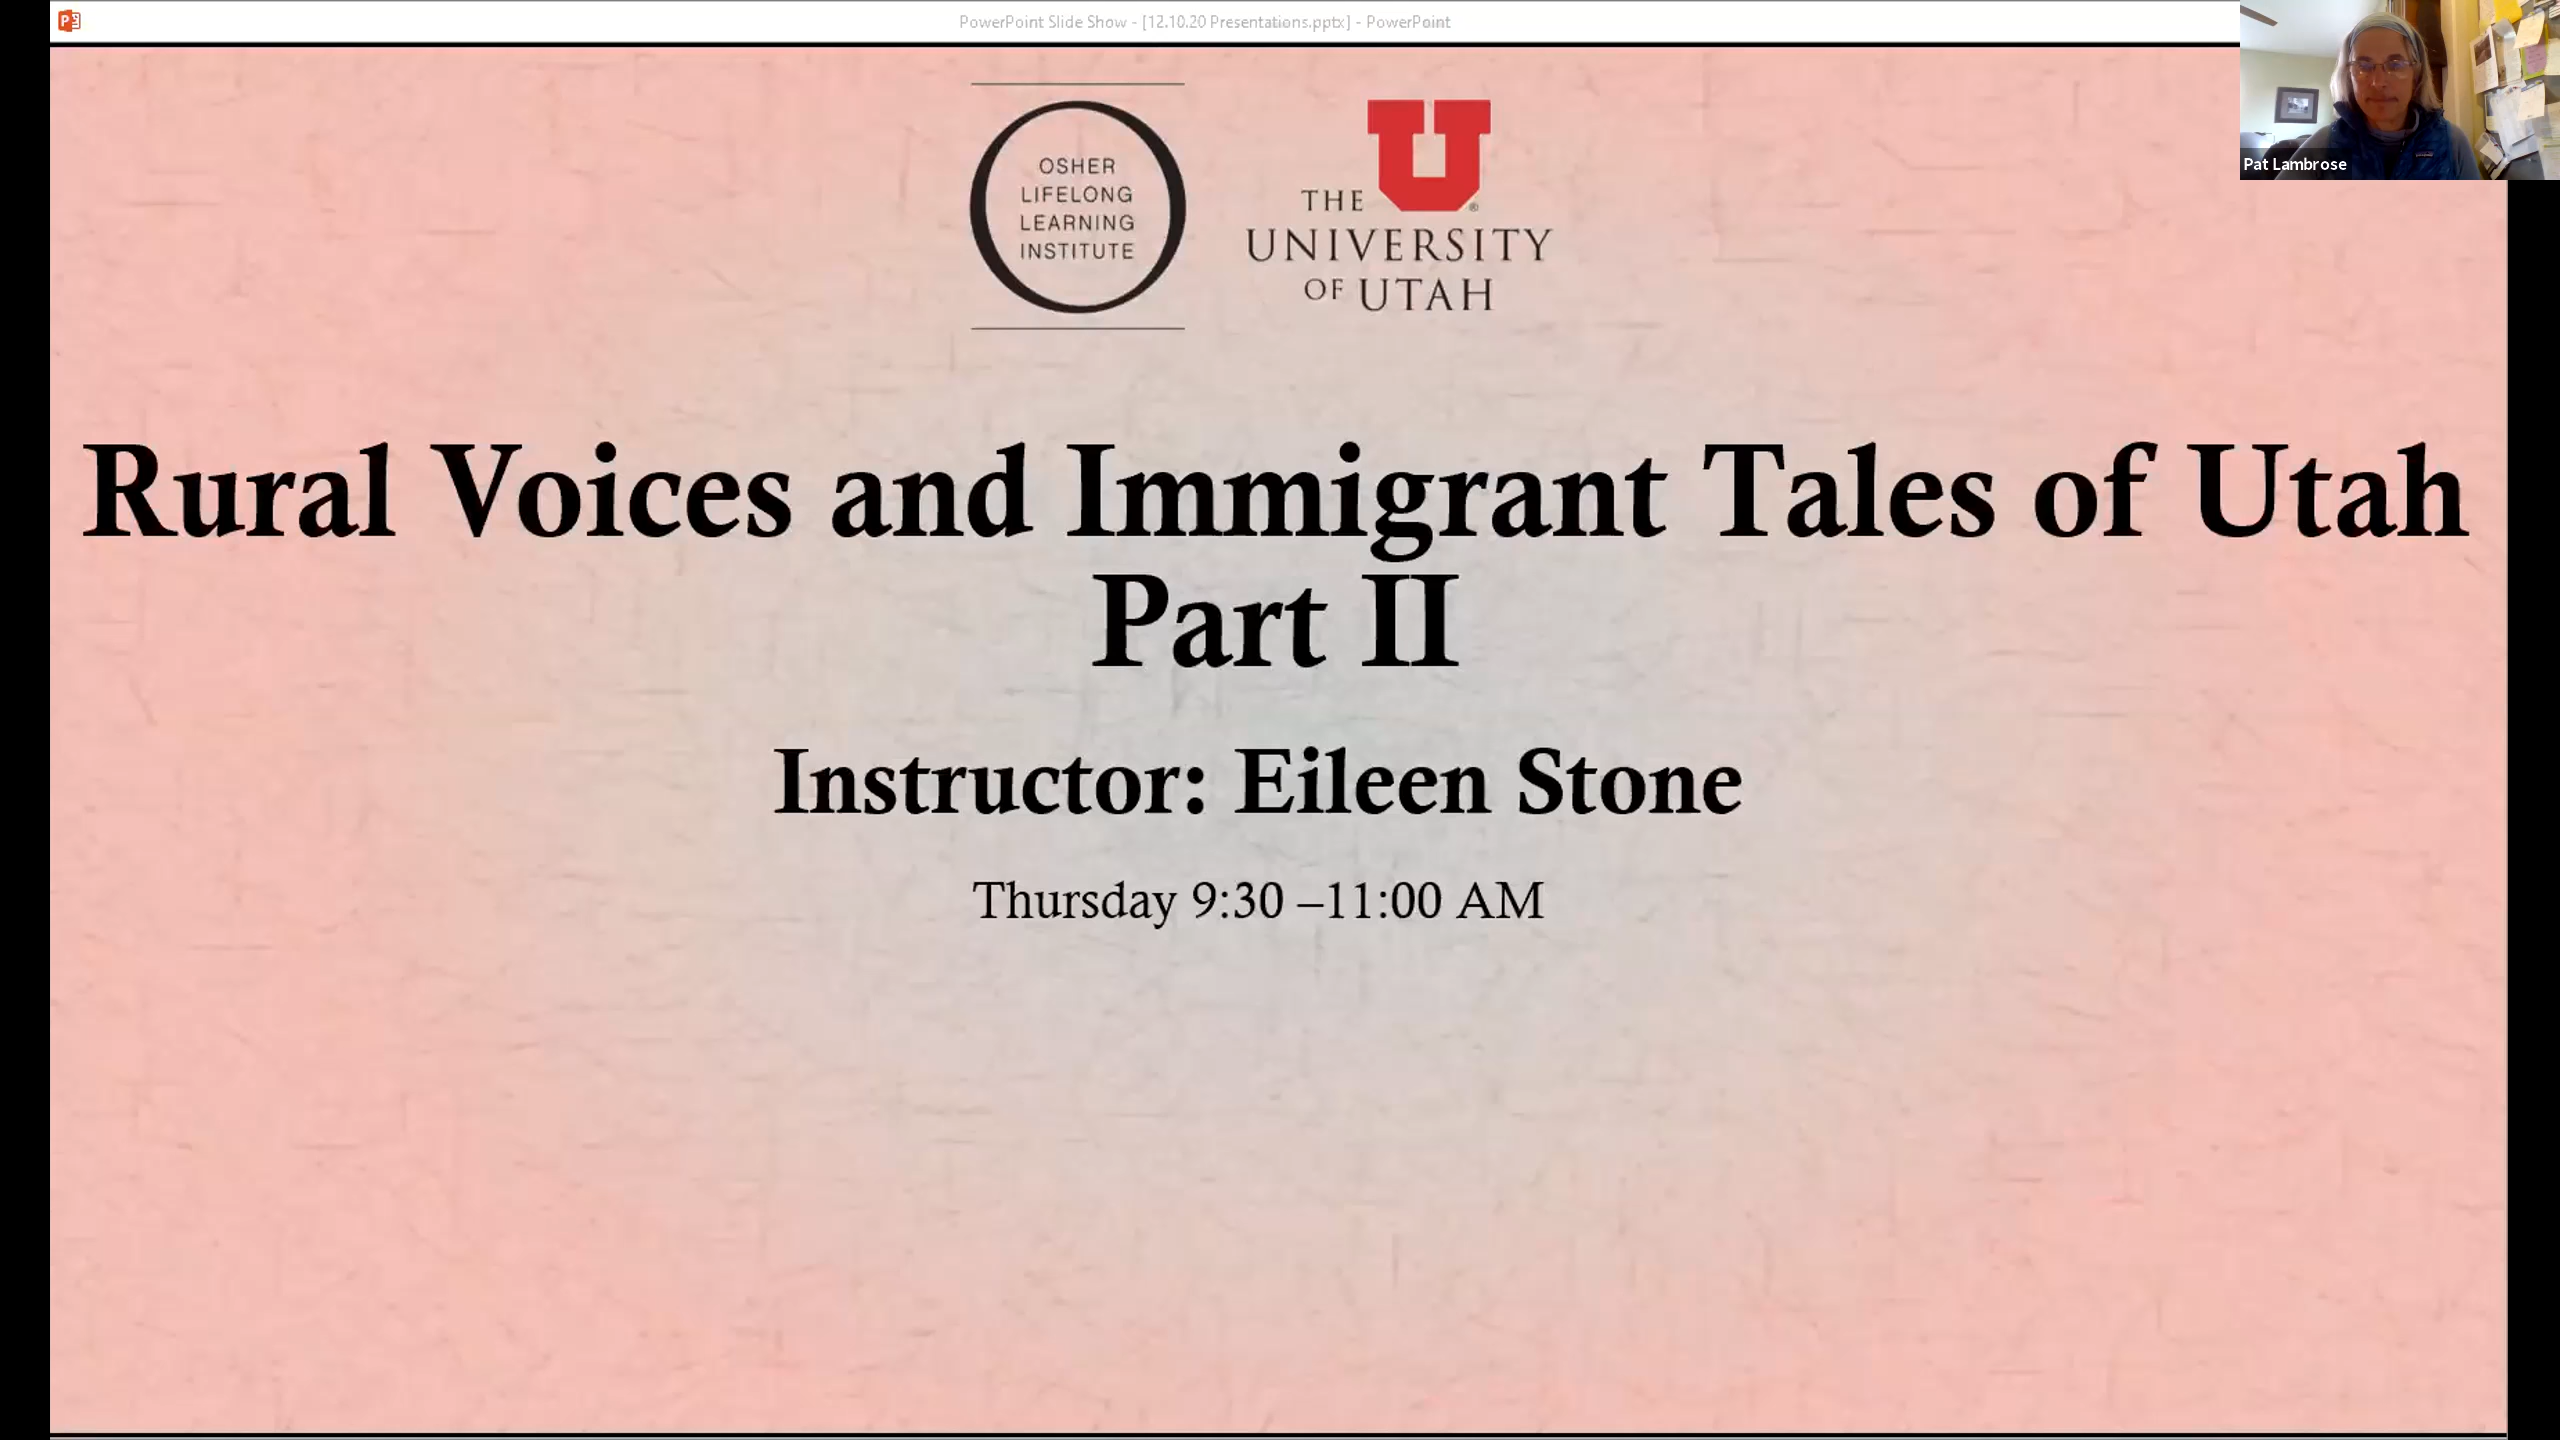 PowerPoint Slide Show - [12.10.20 Presentations.pptx] - PowerPoint
Pat Lambrose
OSHER
LIFELONG
LEARNING
INSTITUTE
THE
UNIVERSITY
OF UTAH
Rural Voices and Immigrant Tales of Utah
Part II
Instructor: Eileen Stone
Thursday 9:30 –11:00 AM